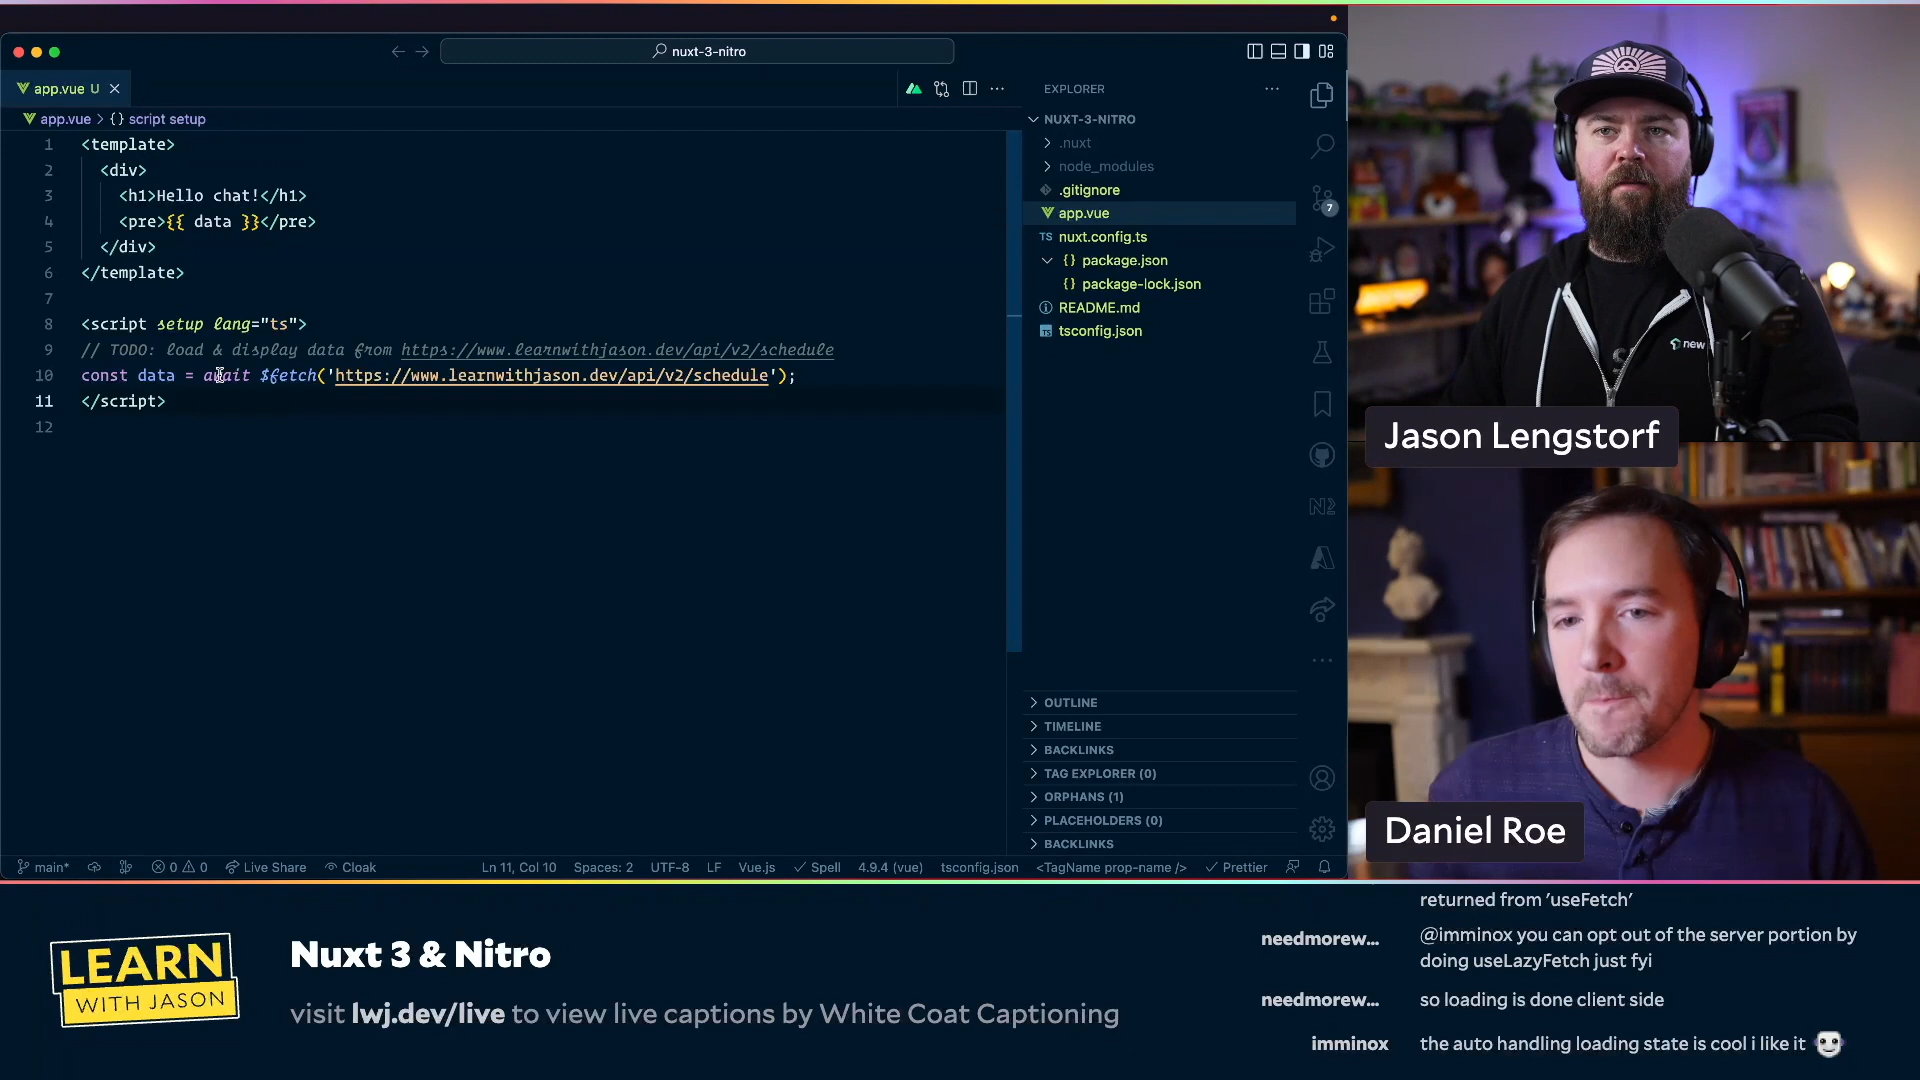 nuxt-3-nitro
app.vue U
app.vue > {} script setup
1 <template>
2 <div>
3 <h1>Hello chat!</h1>
4 <pre>{{ data }}</pre>
5 </div>
6 </template>
7
8 <script setup lang="ts">
9 // TODO: load & display data from https://www.learnwithjason.dev/api/v2/schedule
10 const data = await $fetch('https://www.learnwithjason.dev/api/v2/schedule');
11 </script>
12
EXPLORER
NUXT-3-NITRO
.nuxt
node_modules
.gitignore
app.vue
TS nuxt.config.ts
{} package.json
{} package-lock.json
README.md
tsconfig.json
OUTLINE
TIMELINE
BACKLINKS
TAG EXPLORER (0)
ORPHANS (1)
PLACEHOLDERS (0)
BACKLINKS
7
main* 0 0 Live Share Cloak Ln 11, Col 10 Spaces: 2 UTF-8 LF Vue.js Spell 4.9.4 (vue) tsconfig.json <TagName prop-name /> Prettier
new
Jason Lengstorf
Daniel Roe
LEARN
WITH JASON
Nuxt 3 & Nitro
visit lwj.dev/live to view live captions by White Coat Captioning
returned from 'useFetch'
needmorew... @imminox you can opt out of the server portion by
doing useLazyFetch just fyi
needmorew... so loading is done client side
imminox the auto handling loading state is cool i like it